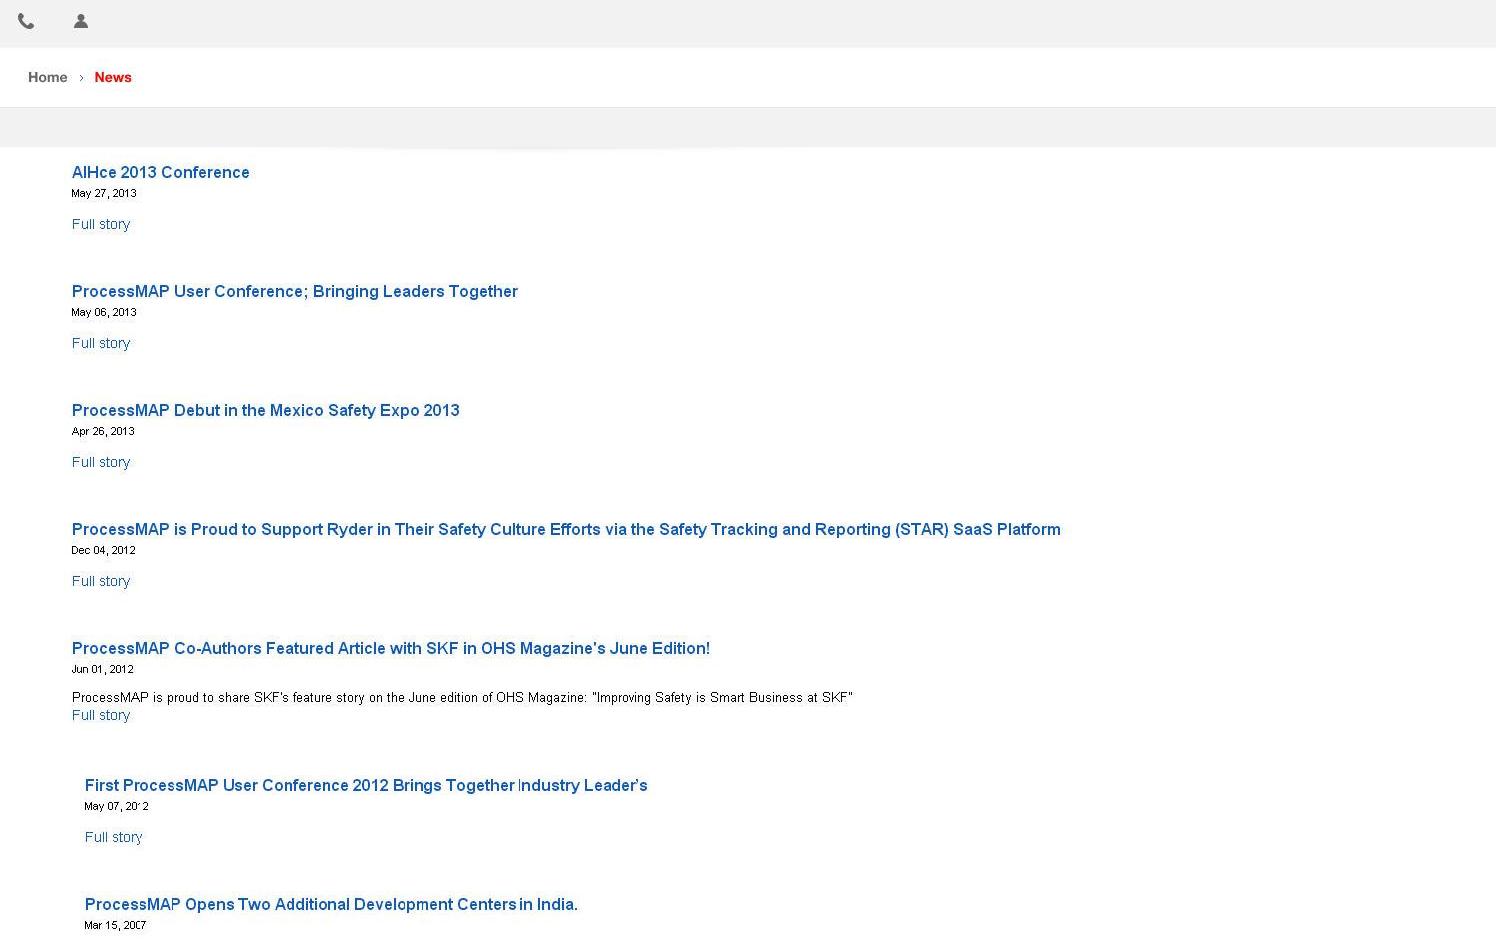 Home › News
AIHce 2013 Conference
May 27, 2013
Full story
ProcessMAP User Conference; Bringing Leaders Together
May 06, 2013
Full story
ProcessMAP Debut in the Mexico Safety Expo 2013
Apr 26, 2013
Full story
ProcessMAP is Proud to Support Ryder in Their Safety Culture Efforts via the Safety Tracking and Reporting (STAR) SaaS Platform
Dec 04, 2012
Full story
ProcessMAP Co-Authors Featured Article with SKF in OHS Magazine's June Edition!
Jun 01, 2012
ProcessMAP is proud to share SKF's feature story on the June edition of OHS Magazine: "Improving Safety is Smart Business at SKF"
Full story
First ProcessMAP User Conference 2012 Brings Together Industry Leader's
May 07, 2012
Full story
ProcessMAP Opens Two Additional Development Centers in India.
Mar 15, 2007